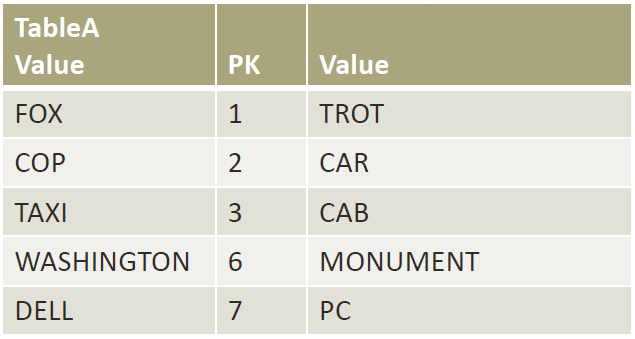 TableA
Value PK Value
FOX 1 TROT
COP 2 CAR
TAXI 3 CAB
WASHINGTON 6 MONUMENT
DELL 7 PC